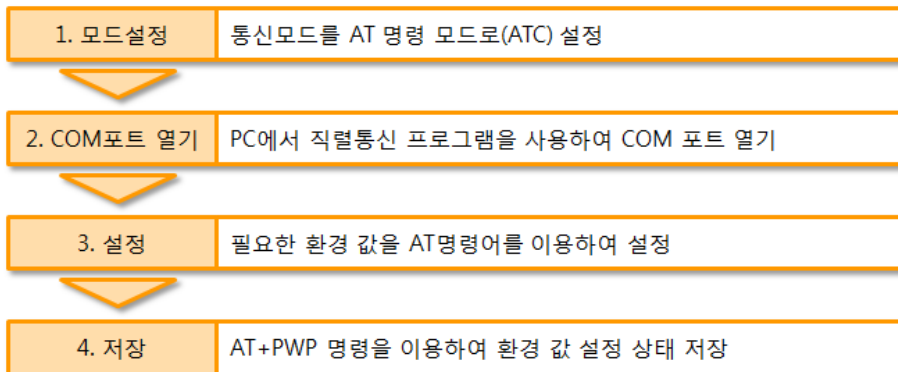 1. 모드설정 통신모드를 AT 명령 모드로(ATC) 설정
2. COM포트 열기 PC에서 직렬통신 프로그램을 사용하여 COM 포트 열기
3. 설정 필요한 환경 값을 AT명령어를 이용하여 설정
4. 저장 AT+PWP 명령을 이용하여 환경 값 설정 상태 저장